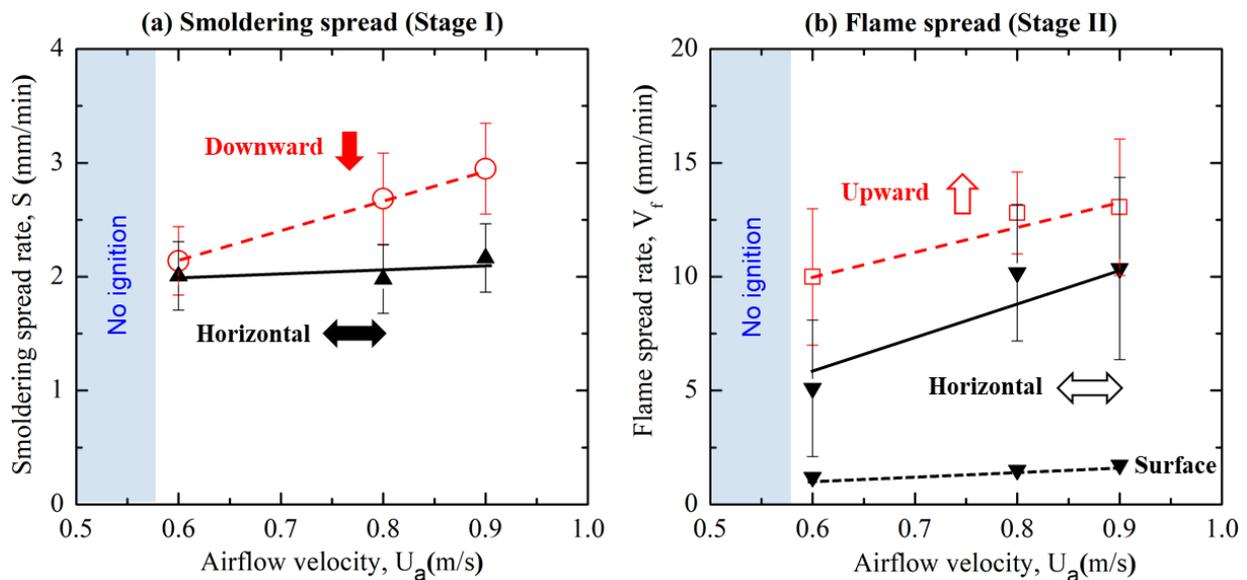 (a) Smoldering spread (Stage I)
Smoldering spread rate, S (mm/min)
4
3
2
1
0
Downward
No ignition
Horizontal
0.5 0.6 0.7 0.8 0.9 1.0
Airflow velocity, Ua(m/s)
(b) Flame spread (Stage II)
Flame spread rate, Vf (mm/min)
20
15
10
5
0
Upward
No ignition
Horizontal
Surface
0.5 0.6 0.7 0.8 0.9 1.0
Airflow velocity, Ua(m/s)